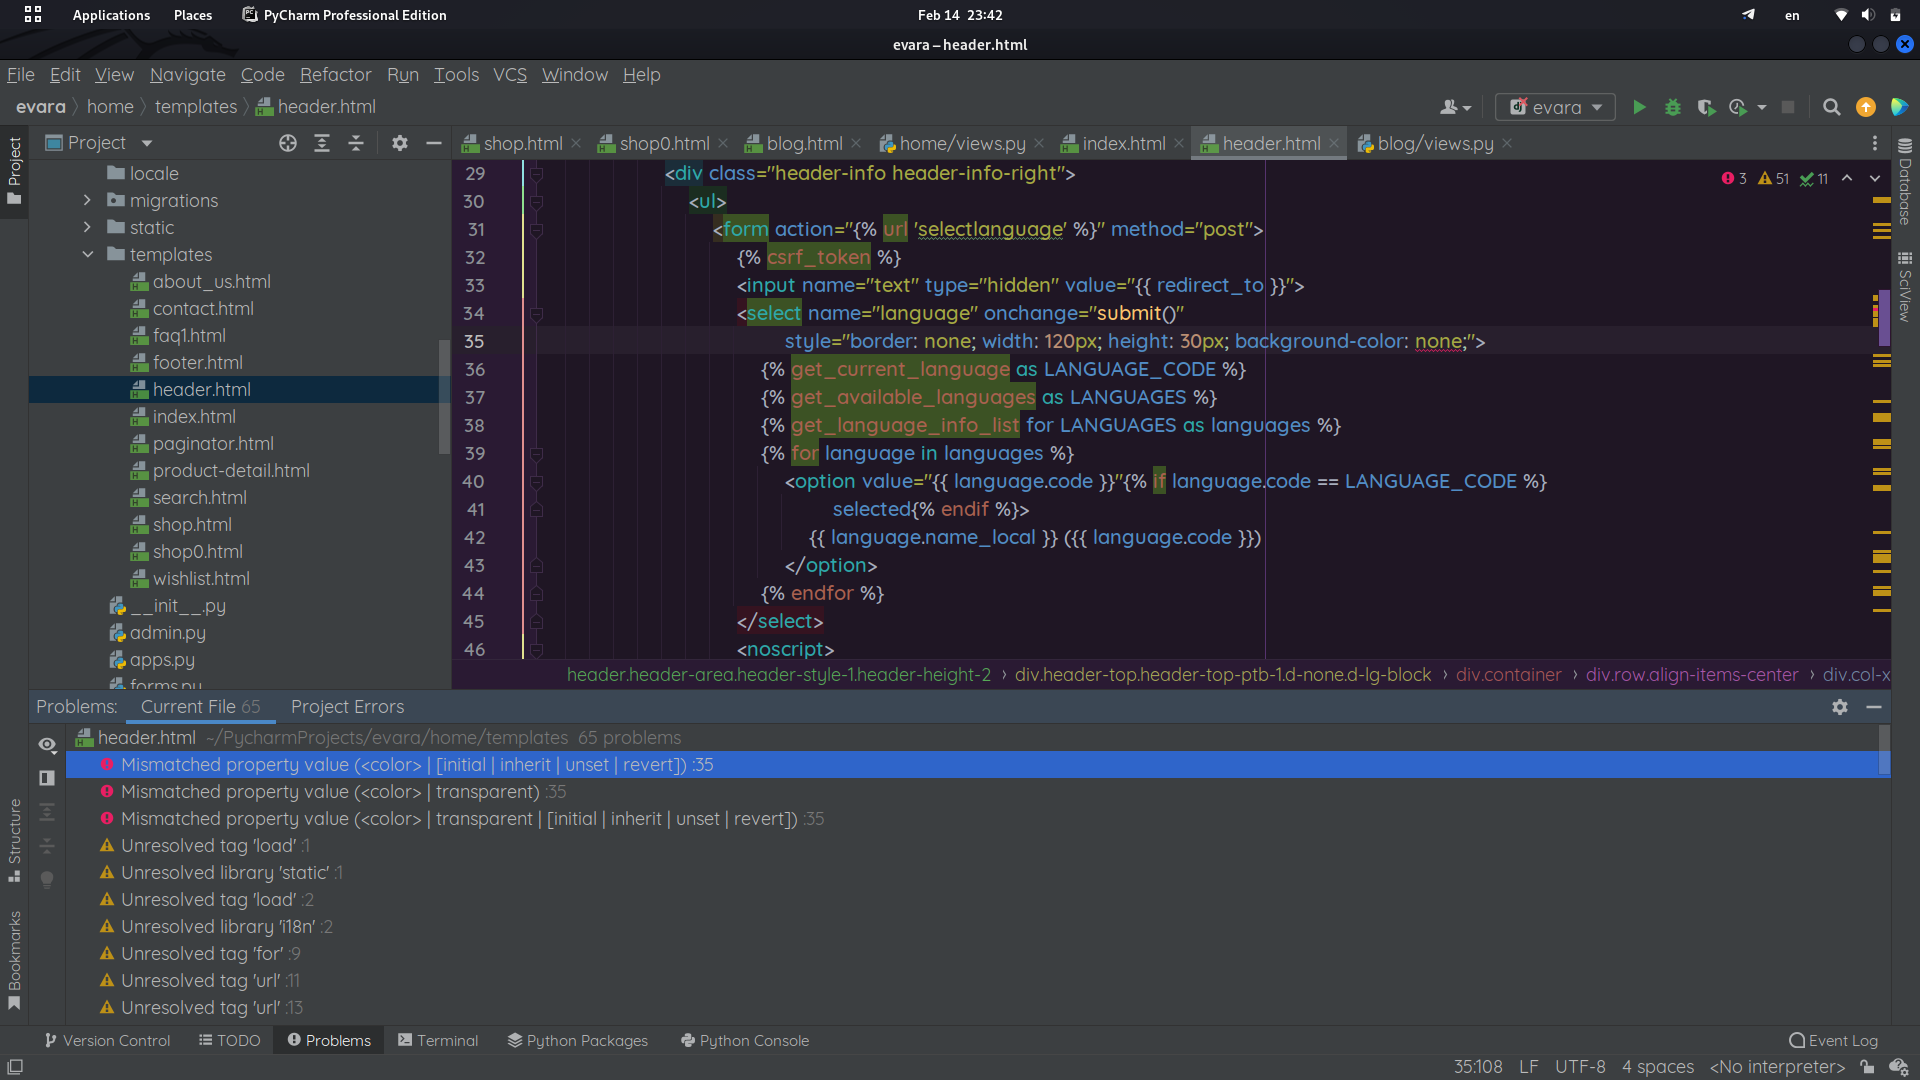 Applications Places PyCharm Professional Edition Feb 14 23:42 en
evara – header.html
File Edit View Navigate Code Refactor Run Tools VCS Window Help
evara home templates header.html evara
Project shop.html shop0.html blog.html home/views.py index.html header.html blog/views.py
Project
Database
SciView
Structure
Bookmarks
locale
migrations
static
templates
about_us.html
contact.html
faq1.html
footer.html
header.html
index.html
paginator.html
product-detail.html
search.html
shop.html
shop0.html
wishlist.html
__init__.py
admin.py
apps.py
forms.py
3 51 11
29 <div class="header-info header-info-right">
30 <ul>
31 <form action="{% url 'selectlanguage' %}" method="post">
32 {% csrf_token %}
33 <input name="text" type="hidden" value="{{ redirect_to }}">
34 <select name="language" onchange="submit()"
35 style="border: none; width: 120px; height: 30px; background-color: none;">
36 {% get_current_language as LANGUAGE_CODE %}
37 {% get_available_languages as LANGUAGES %}
38 {% get_language_info_list for LANGUAGES as languages %}
39 {% for language in languages %}
40 <option value="{{ language.code }}"{% if language.code == LANGUAGE_CODE %}
41 selected{% endif %}>
42 {{ language.name_local }} ({{ language.code }})
43 </option>
44 {% endfor %}
45 </select>
46 <noscript>
header.header-area.header-style-1.header-height-2 › div.header-top.header-top-ptb-1.d-none.d-lg-block › div.container › div.row.align-items-center › div.col-x
Problems: Current File 65 Project Errors
header.html ~/PycharmProjects/evara/home/templates 65 problems
Mismatched property value (<color> | [initial | inherit | unset | revert]) :35
Mismatched property value (<color> | transparent) :35
Mismatched property value (<color> | transparent | [initial | inherit | unset | revert]) :35
Unresolved tag 'load' :1
Unresolved library 'static' :1
Unresolved tag 'load' :2
Unresolved library 'i18n' :2
Unresolved tag 'for' :9
Unresolved tag 'url' :11
Unresolved tag 'url' :13
Version Control TODO Problems Terminal Python Packages Python Console Event Log
35:108 LF UTF-8 4 spaces <No interpreter>